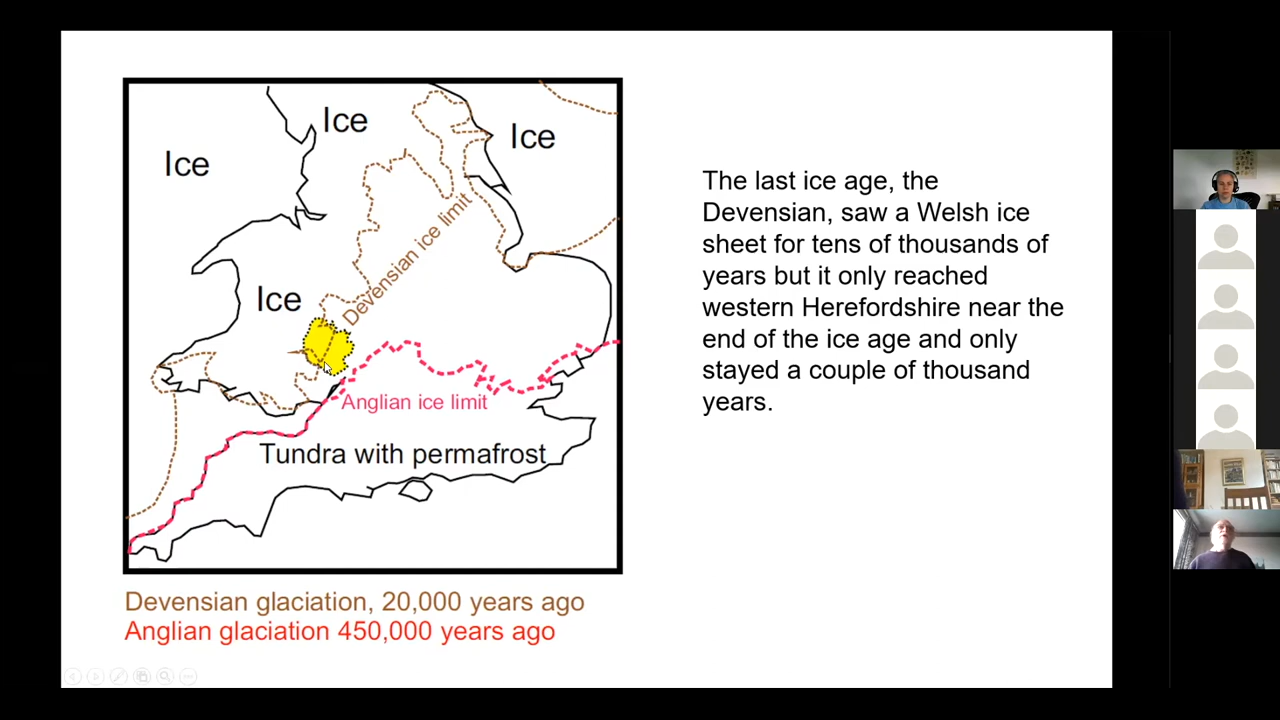 Ice
Ice
Ice
Ice
Devensian ice limit
Anglian ice limit
Tundra with permafrost
Devensian glaciation, 20,000 years ago
Anglian glaciation 450,000 years ago
The last ice age, the
Devensian, saw a Welsh ice
sheet for tens of thousands of
years but it only reached
western Herefordshire near the
end of the ice age and only
stayed a couple of thousand
years.